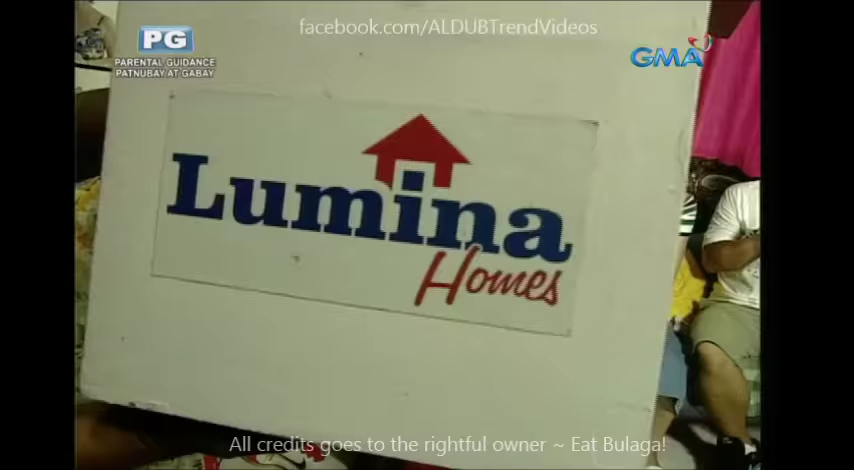 facebook.com/ALDUBTrendVideos
PG
PARENTAL GUIDANCE
PATNUBAY AT GABAY
GMA
Lumina
Homes
All credits goes to the rightful owner ~ Eat Bulaga!